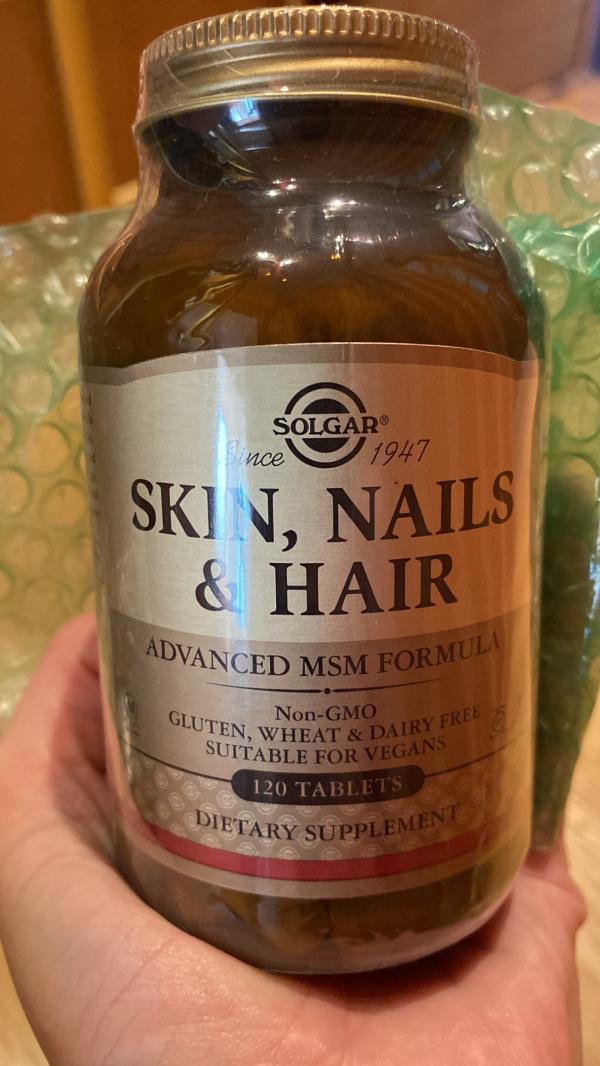 SOLGAR®
Since 1947
SKIN, NAILS
& HAIR
ADVANCED MSM FORMULA
Non-GMO
GLUTEN, WHEAT & DAIRY FREE
SUITABLE FOR VEGANS
120 TABLETS
DIETARY SUPPLEMENT